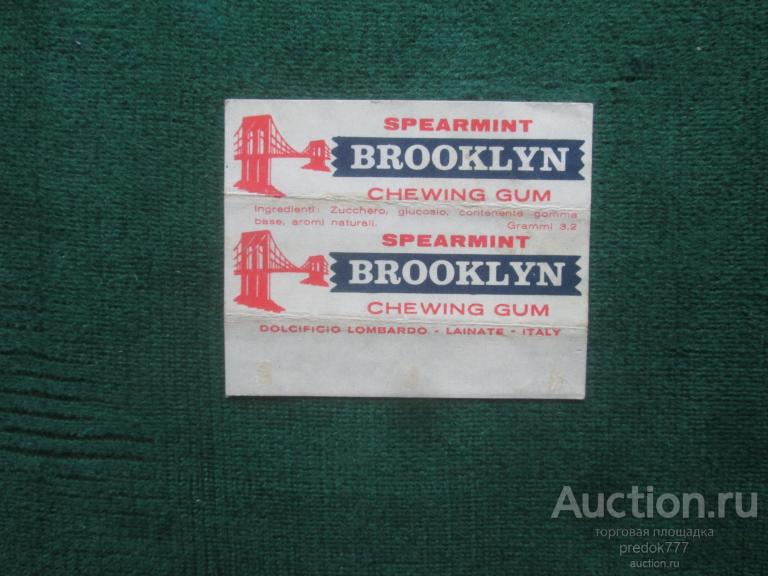 SPEARMINT
BROOKLYN
CHEWING GUM
Ingredienti: Zucchero, glucosio, contenente gomma
base, aromi naturali. Grammi 3,2
SPEARMINT
BROOKLYN
CHEWING GUM
DOLCIFICIO LOMBARDO - LAINATE - ITALY
Auction.ru
торговая площадка
predok777
auction.ru